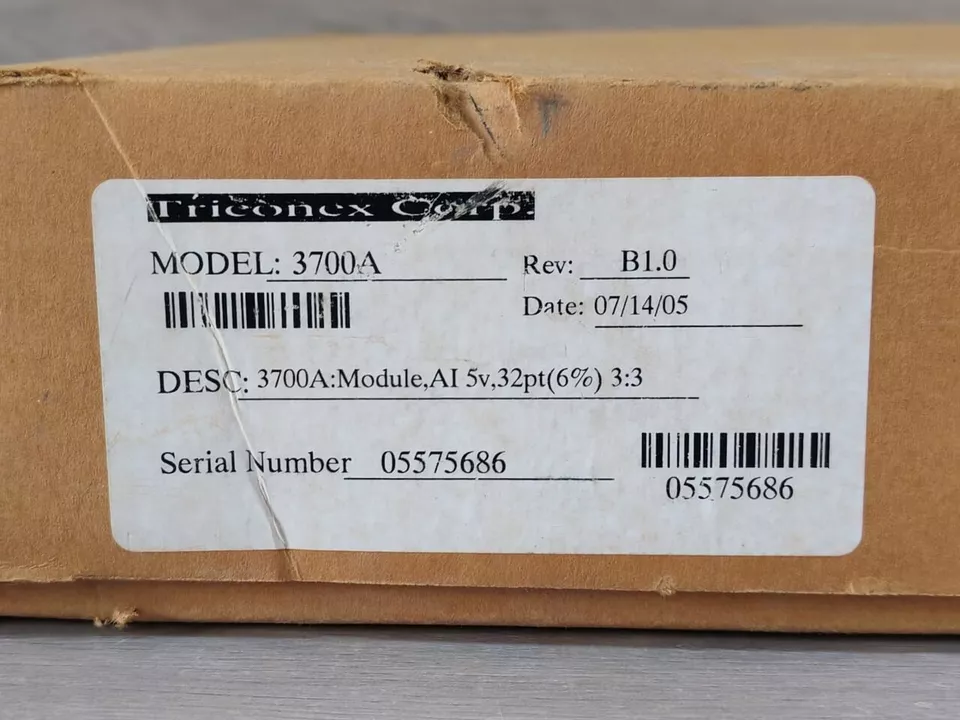 Triconex Corp.
MODEL: 3700A
Rev: B1.0
Date: 07/14/05
DESC: 3700A:Module,AI 5v,32pt(6%) 3:3
Serial Number 05575686
05575686